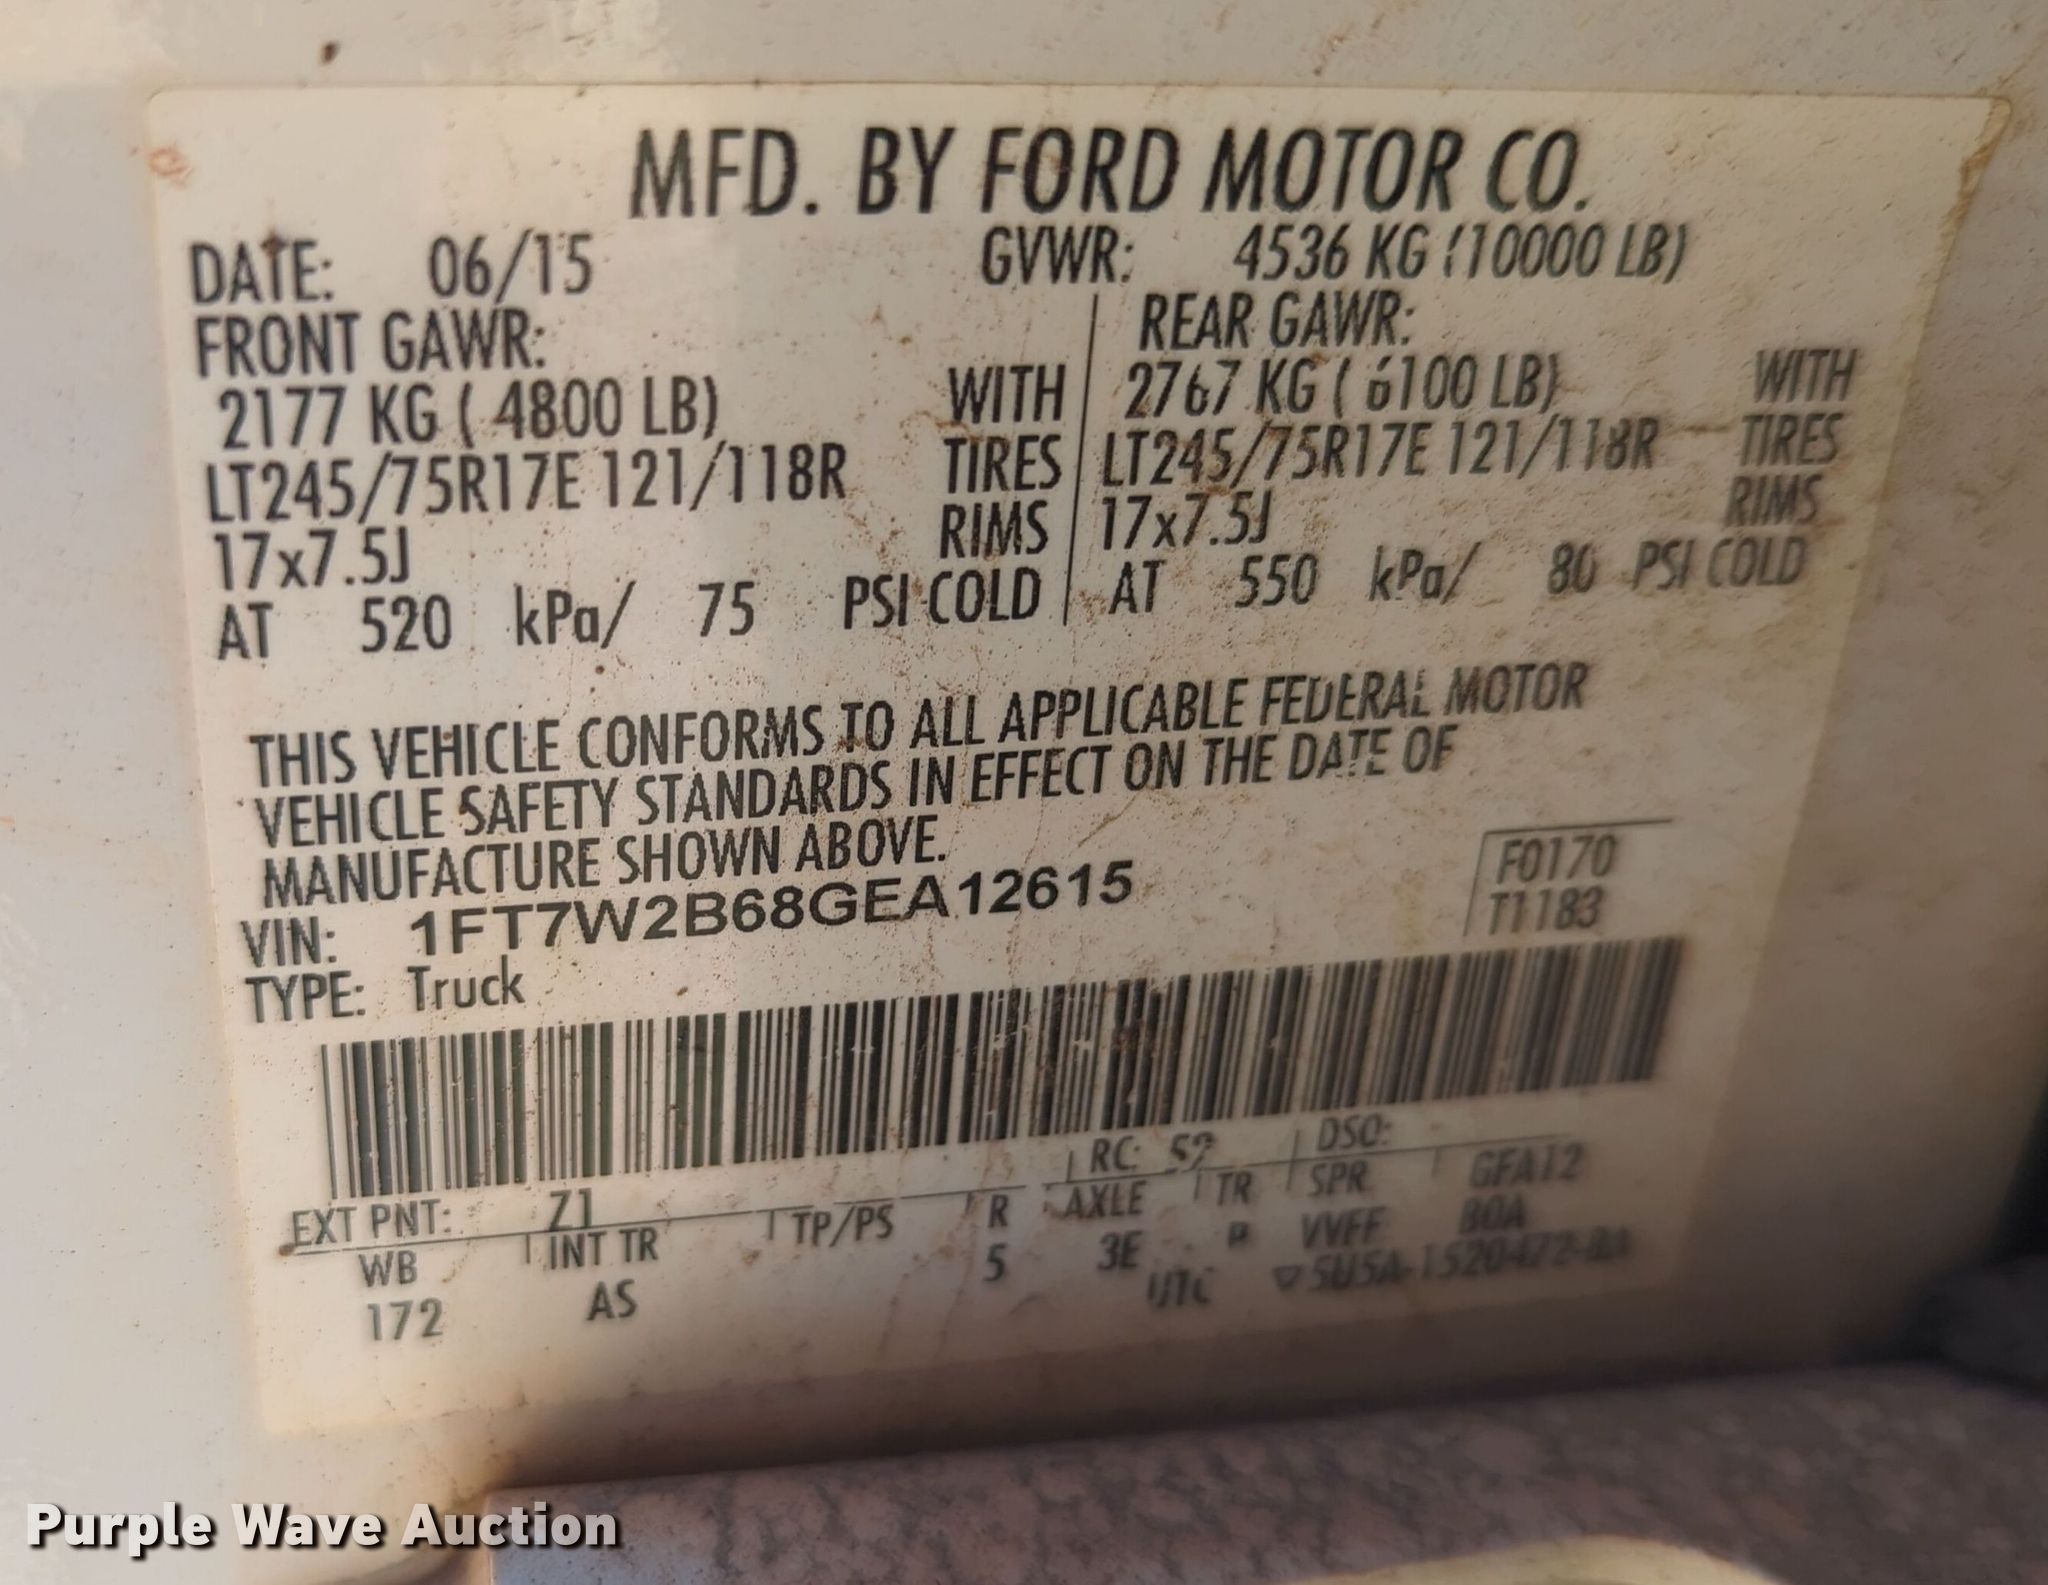 MFD. BY FORD MOTOR CO.
DATE: 06/15 GVWR: 4536 KG (10000 LB)
FRONT GAWR: REAR GAWR:
2177 KG ( 4800 LB) WITH 2767 KG ( 6100 LB) WITH
LT245/75R17E 121/118R TIRES LT245/75R17E 121/118R TIRES
17x7.5J RIMS 17x7.5J RIMS
AT 520 kPa/ 75 PSI COLD AT 550 kPa/ 80 PSI COLD
THIS VEHICLE CONFORMS TO ALL APPLICABLE FEDERAL MOTOR
VEHICLE SAFETY STANDARDS IN EFFECT ON THE DATE OF
MANUFACTURE SHOWN ABOVE.
VIN: 1FT7W2B68GEA12615
TYPE: Truck
F0170
T1183
EXT PNT: Z1 RC: 52 DSO:
WB INT TR TP/PS R AXLE TR SPR GFA12
172 AS 5 3E P VVFF BOA
UTC
Purple Wave Auction